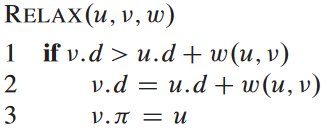 RELAX(u, v, w)
1 if v.d > u.d + w(u, v)
2 v.d = u.d + w(u, v)
3 v.π = u